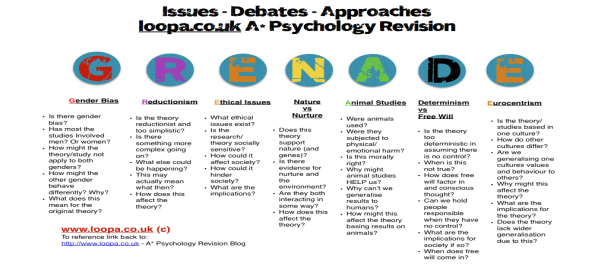 Issues - Debates - Approaches
loopa.co.uk A* Psychology Revision
G R E N A D E
Gender Bias
• Is there gender
bias?
• Has most the
studies Involved
men? Or women?
• How might the
theory/study not
apply to both
genders?
• How might the
other gender
behave
differently? Why?
• What does this
mean for the
original theory?
Reductionism
• Is the theory
reductionist and
too simplistic?
• Is there
something more
complex going
on?
• What else could
be happening?
• This may
actually mean
what then?
• How does this
affect the
theory?
Ethical Issues
• What ethical
issues exist?
• Is the
research/
theory socially
sensitive?
• How could it
affect society?
• How could it
hinder
society?
• What are the
implications?
Nature
vs
Nurture
• Does this
theory
support nature
(and genes)?
• Is there
evidence for
nurture and
the
environment?
• Are they both
interacting in
some way?
• How does this
affect the
theory?
Animal Studies
• Were animals
used?
• Were they
subjected to
physical/
emotional harm?
• Is this morally
right?
• Why might
animal studies
HELP us?
• Why can't we
generalise
results to
humans?
• How might this
affect the theory
basing results on
animals?
Determinism
vs
Free Will
• Is the theory
too
deterministic in
assuming there
is no control?
• When is this
not true?
• How does free
will factor in
and conscious
thought?
• Can we hold
people
responsible
when they have
no control?
• What are the
implications for
society if so?
• When does free
will come in?
Eurocentrism
• Is the theory/
studies based in
one culture?
• How do other
cultures differ?
• Are we
generalising one
cultures values
and behaviour to
others?
• Why might this
affect the
theory?
• What are the
implications for
the theory?
• Does the theory
lack wider
generalisation
due to this?
www.loopa.co.uk (c)
To reference link back to:
http://www.loopa.co.uk - A* Psychology Revision Blog